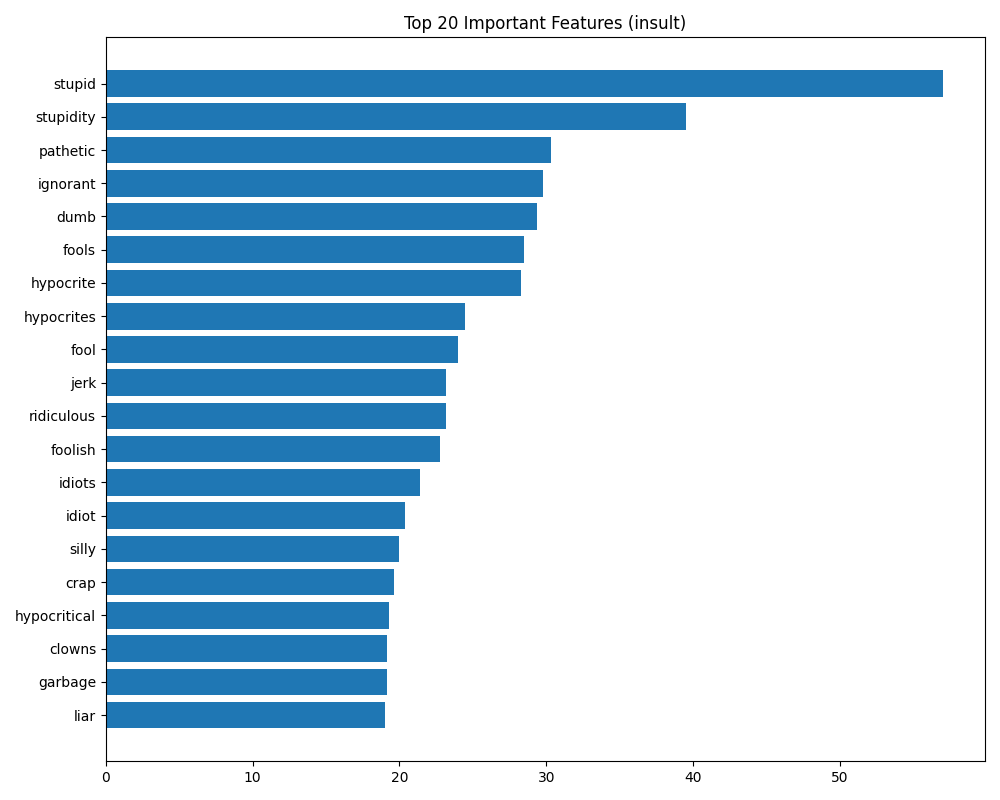 Top 20 Important Features (insult)
stupid
stupidity
pathetic
ignorant
dumb
fools
hypocrite
hypocrites
fool
jerk
ridiculous
foolish
idiots
idiot
silly
crap
hypocritical
clowns
garbage
liar
0 10 20 30 40 50